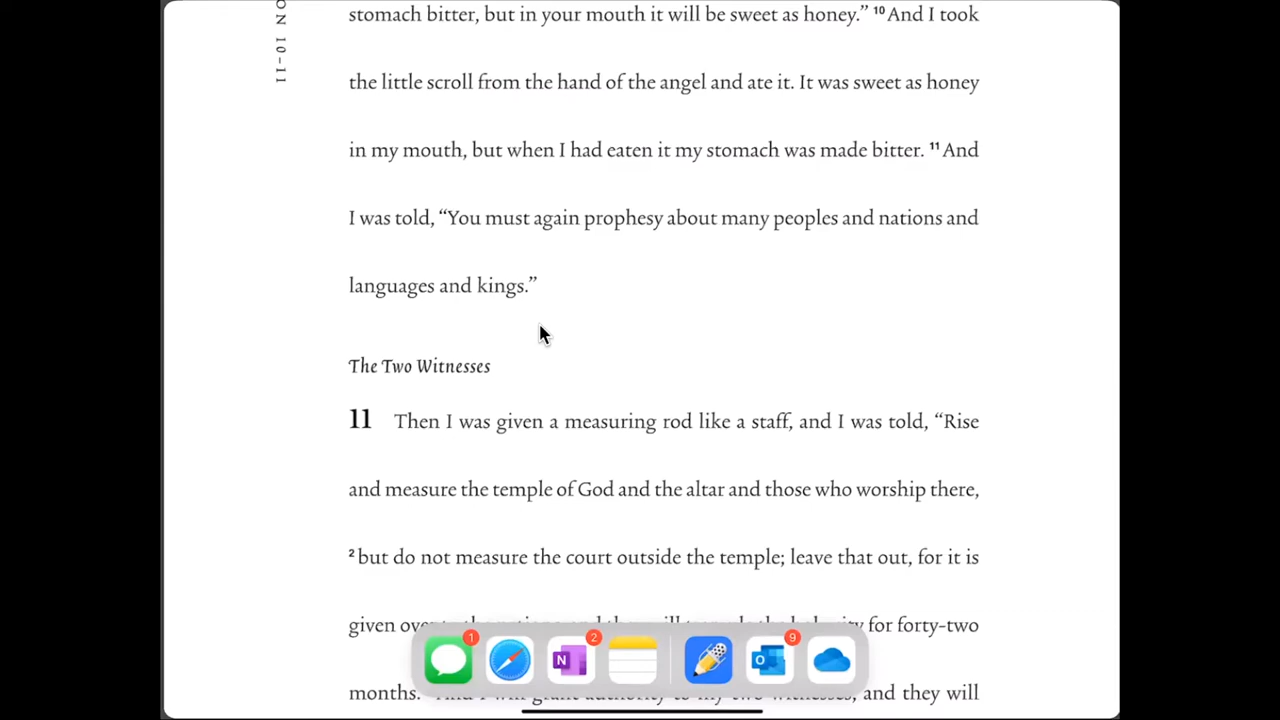 ON 10–11
stomach bitter, but in your mouth it will be sweet as honey.” 10 And I took
the little scroll from the hand of the angel and ate it. It was sweet as honey
in my mouth, but when I had eaten it my stomach was made bitter. 11 And
I was told, “You must again prophesy about many peoples and nations and
languages and kings.”
The Two Witnesses
11 Then I was given a measuring rod like a staff, and I was told, “Rise
and measure the temple of God and the altar and those who worship there,
2 but do not measure the court outside the temple; leave that out, for it is
given over for forty-two
months. and they will
1
2
9
N
O